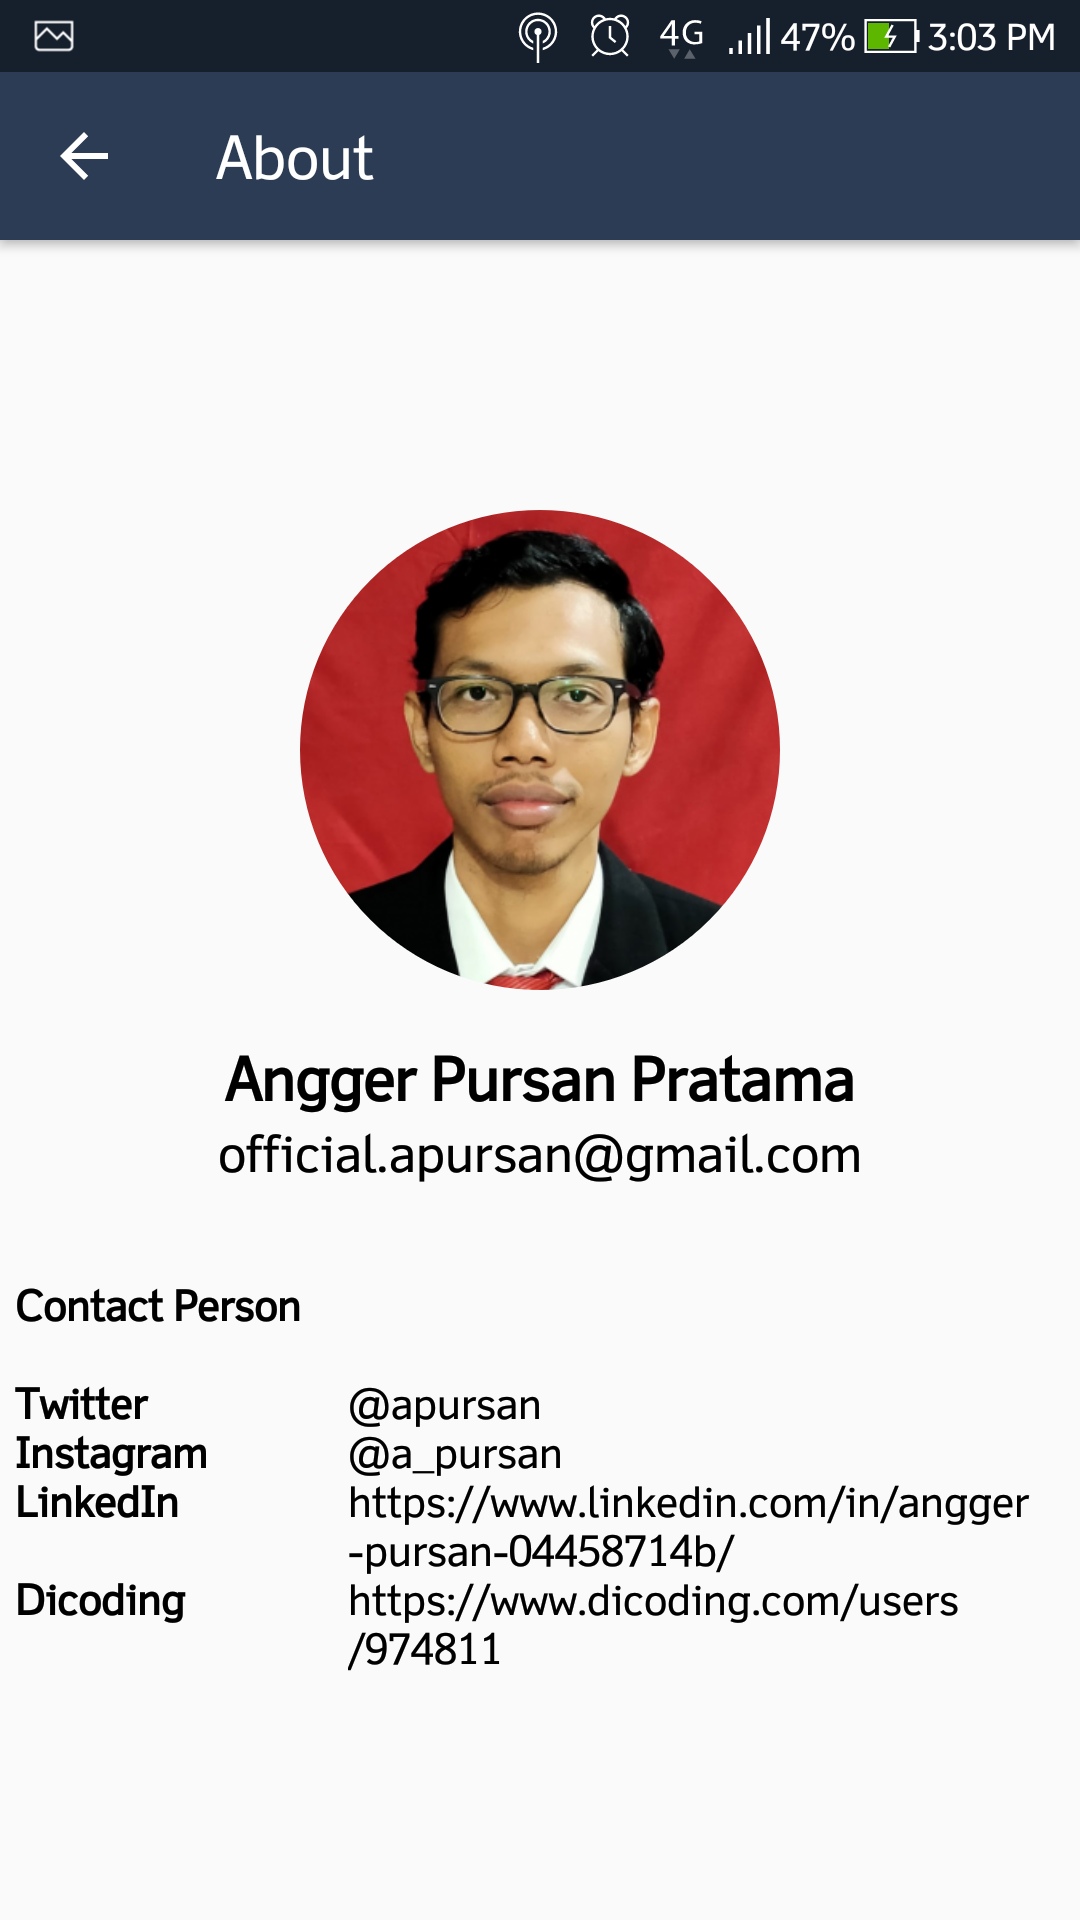 4G 47% 3:03 PM
About
Angger Pursan Pratama
official.apursan@gmail.com
Contact Person
Twitter @apursan
Instagram @a_pursan
LinkedIn https://www.linkedin.com/in/angger
-pursan-04458714b/
Dicoding https://www.dicoding.com/users
/974811